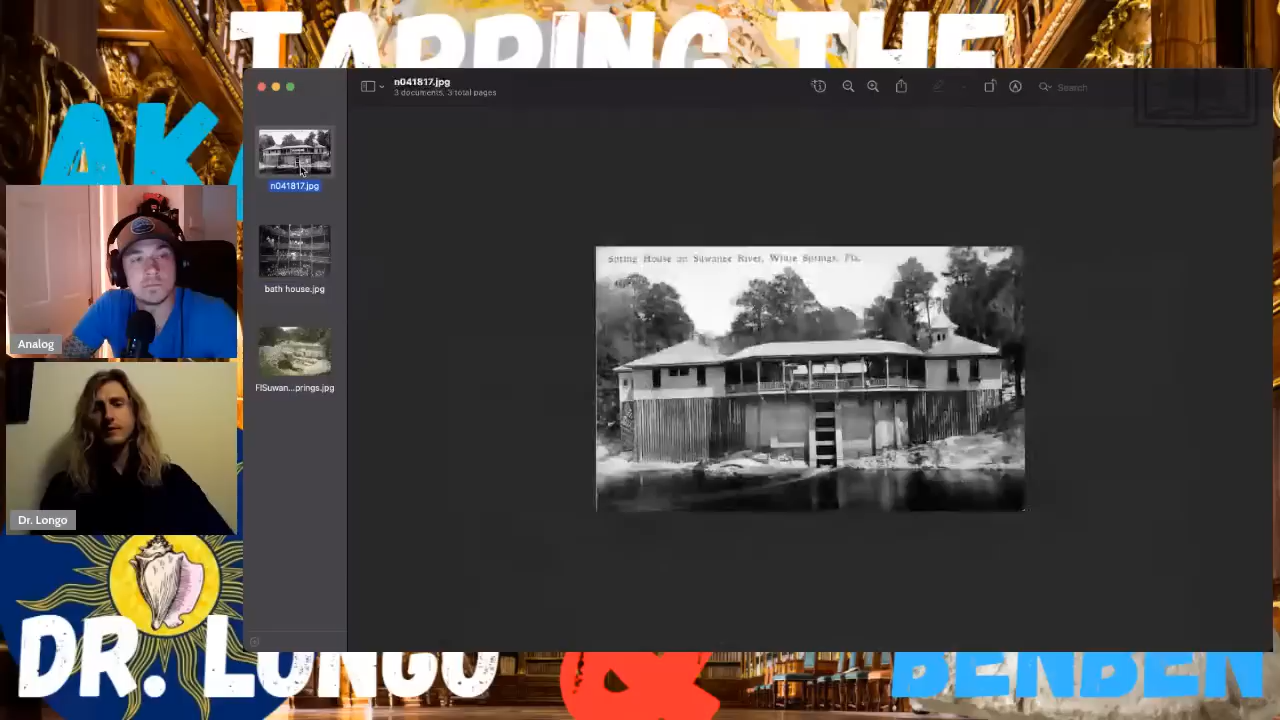 TAPPING THE
AKA
n041817.jpg
3 documents, 3 total pages
Search
n041817.jpg
bath house.jpg
FlSuwan...prings.jpg
Spring House on Suwanee River, White Springs, Fla.
Analog
Dr. Longo
DR. LONGO & BENBEN